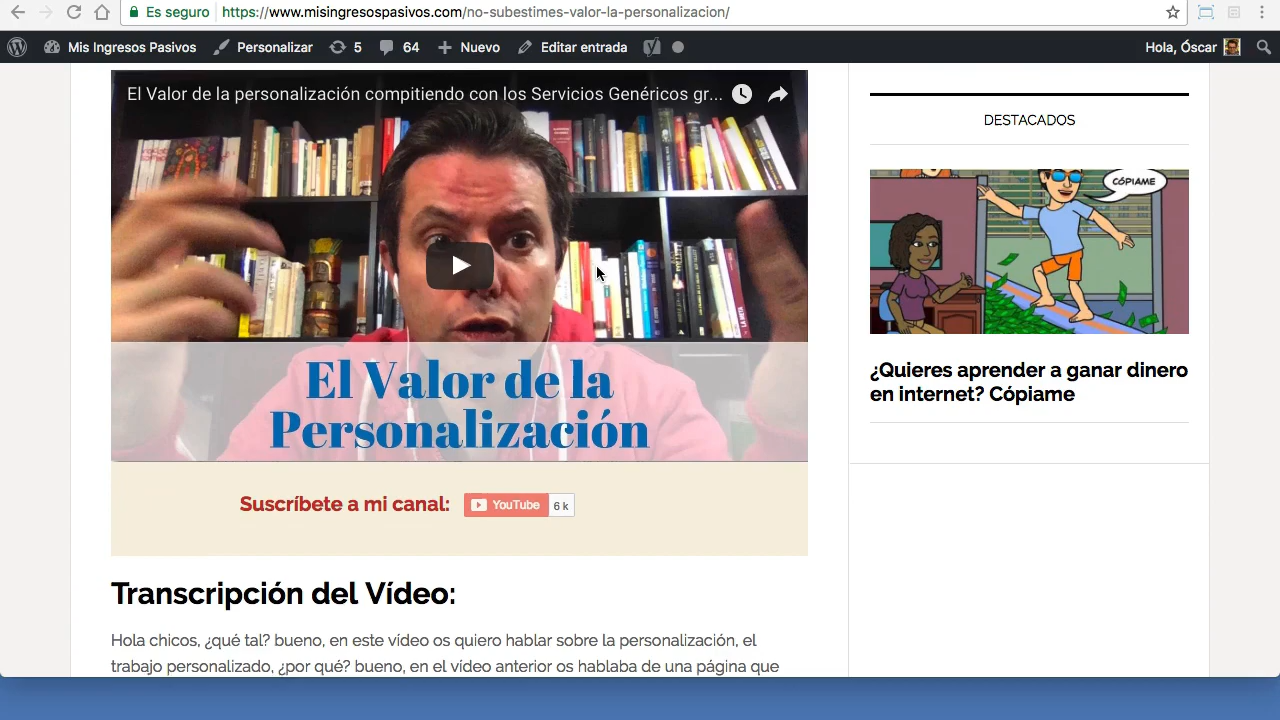 Es seguro https://www.misingresospasivos.com/no-subestimes-valor-la-personalizacion/
Mis Ingresos Pasivos Personalizar 5 64 Nuevo Editar entrada Hola, Óscar
El Valor de la personalización compitiendo con los Servicios Genéricos gr...
El Valor de la
Personalización
Suscríbete a mi canal: YouTube 6 k
Transcripción del Vídeo:
Hola chicos, ¿qué tal? bueno, en este vídeo os quiero hablar sobre la personalización, el
trabajo personalizado, ¿por qué? bueno, en el vídeo anterior os hablaba de una página que
DESTACADOS
CÓPIAME
¿Quieres aprender a ganar dinero
en internet? Cópiame